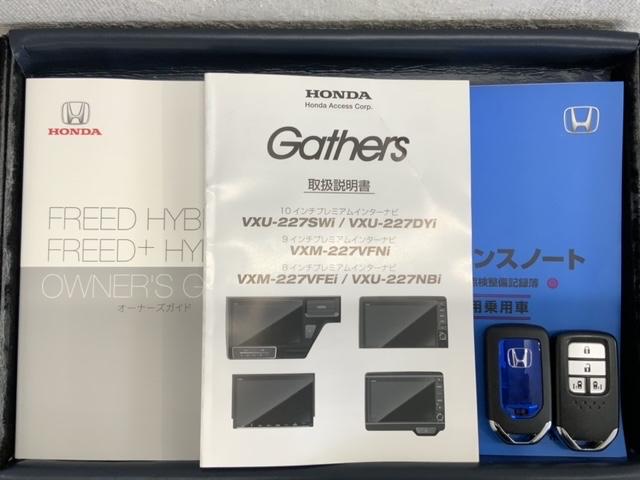 HONDA
FREED HYB
FREED+ HY
OWNER'S G
オーナーズガイド
HONDA
Honda Access Corp.
Gathers
取扱説明書
10インチプレミアムインターナビ
VXU-227SWi / VXU-227DYi
9インチプレミアムインターナビ
VXM-227VFNi
8インチプレミアムインターナビ
VXM-227VFEi / VXU-227NBi
ンスノート
点検整備記録簿
用乗用車